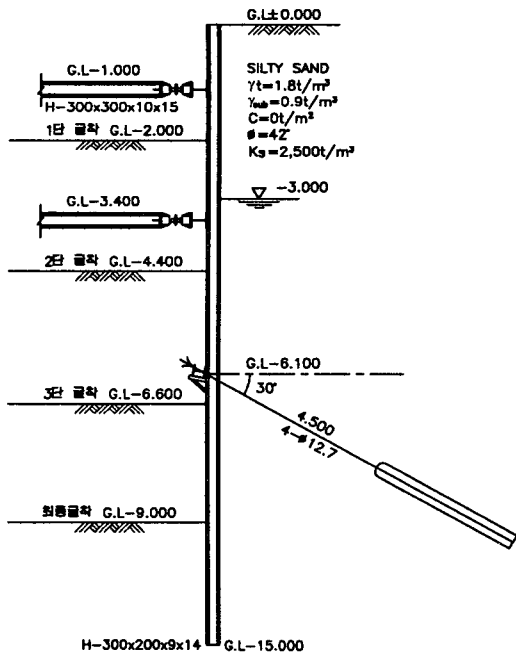 G.L±0.000
G.L-1.000
H-300x300x10x15
SILTY SAND
γt=1.8t/m³
γsub=0.9t/m³
C=0t/m²
ø=42°
Ks=2,500t/m³
1단 굴착 G.L-2.000
-3.000
G.L-3.400
2단 굴착 G.L-4.400
G.L-6.100
30°
3단 굴착 G.L-6.600
4.500
4-ø12.7
최종굴착 G.L-9.000
H-300x200x9x14
G.L-15.000